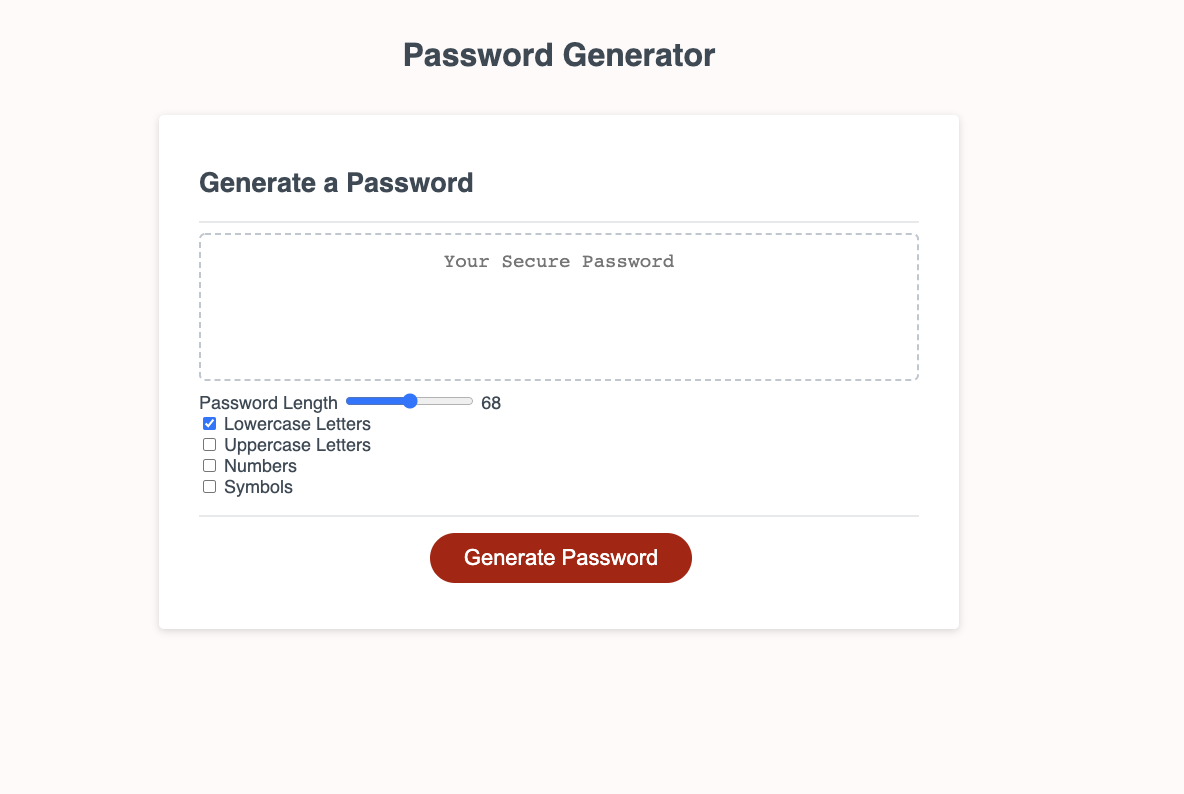 Password Generator
Generate a Password
Your Secure Password
Password Length 68
Lowercase Letters
Uppercase Letters
Numbers
Symbols
Generate Password